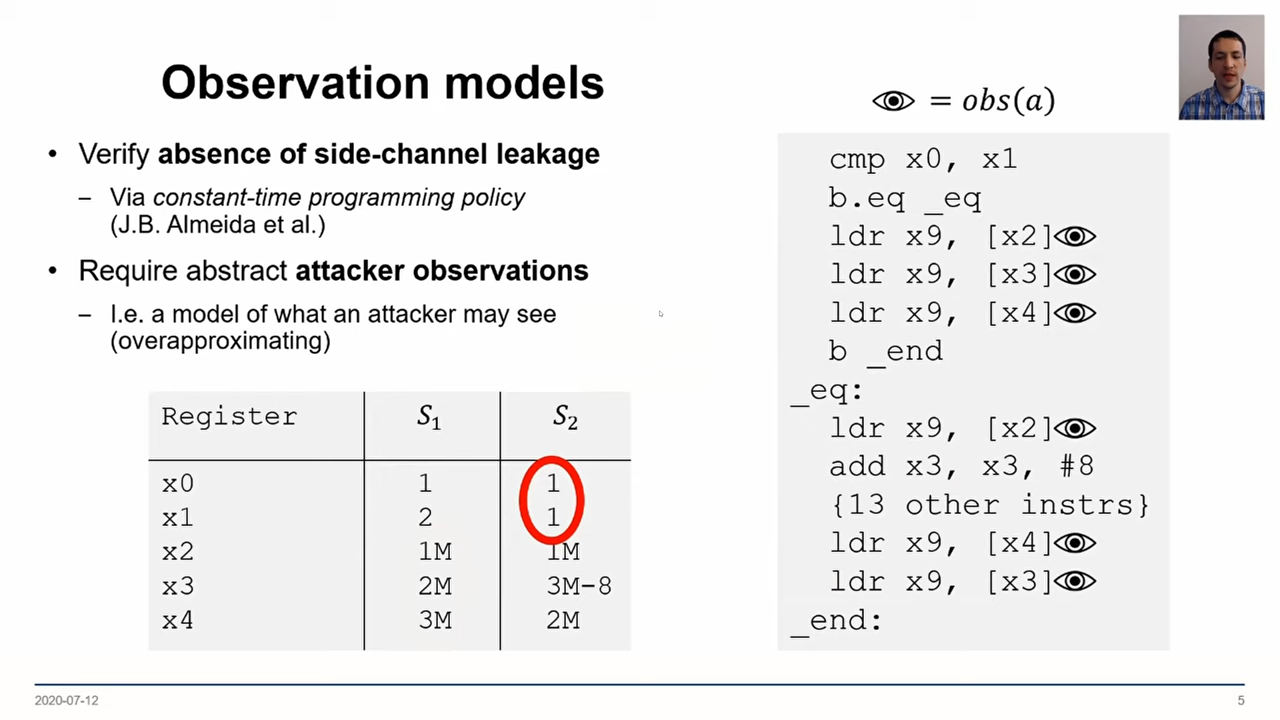 Observation models
• Verify absence of side-channel leakage
– Via constant-time programming policy
(J.B. Almeida et al.)
• Require abstract attacker observations
– I.e. a model of what an attacker may see
(overapproximating)
Register S₁ S₂
x0 1 1
x1 2 1
x2 1M 1M
x3 2M 3M-8
x4 3M 2M
= obs(a)
cmp x0, x1
b.eq _eq
ldr x9, [x2]
ldr x9, [x3]
ldr x9, [x4]
b _end
_eq:
ldr x9, [x2]
add x3, x3, #8
{13 other instrs}
ldr x9, [x4]
ldr x9, [x3]
_end:
2020-07-12
5